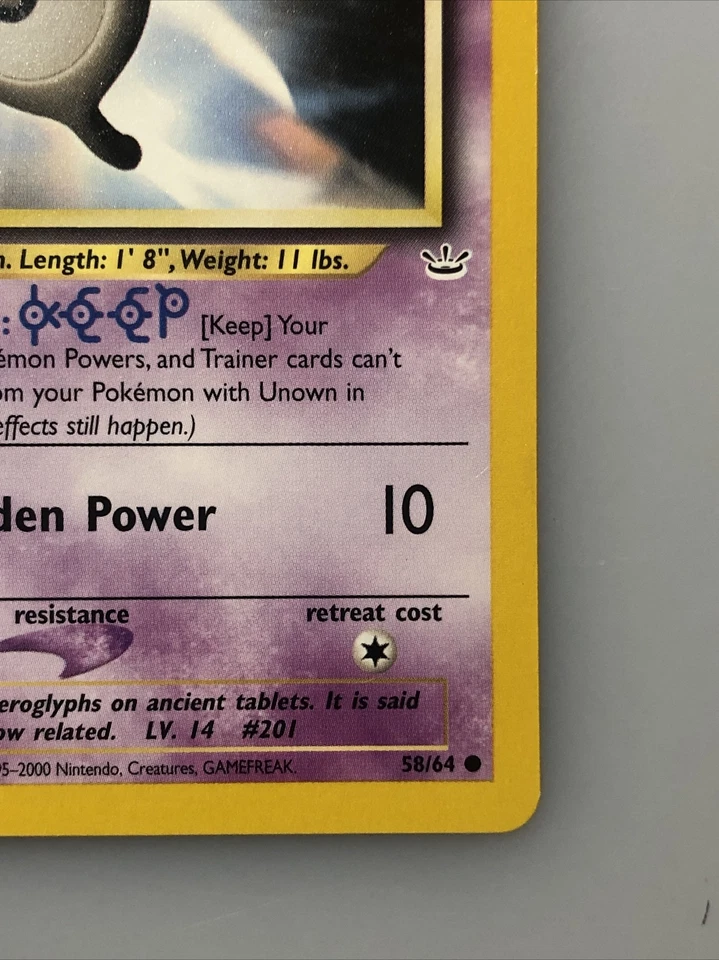 n. Length: 1' 8", Weight: 11 lbs.
: KEEP [Keep] Your
émon Powers, and Trainer cards can't
om your Pokémon with Unown in
effects still happen.)
den Power 10
resistance retreat cost
eroglyphs on ancient tablets. It is said
ow related. LV. 14 #201
95–2000 Nintendo, Creatures, GAMEFREAK.
58/64